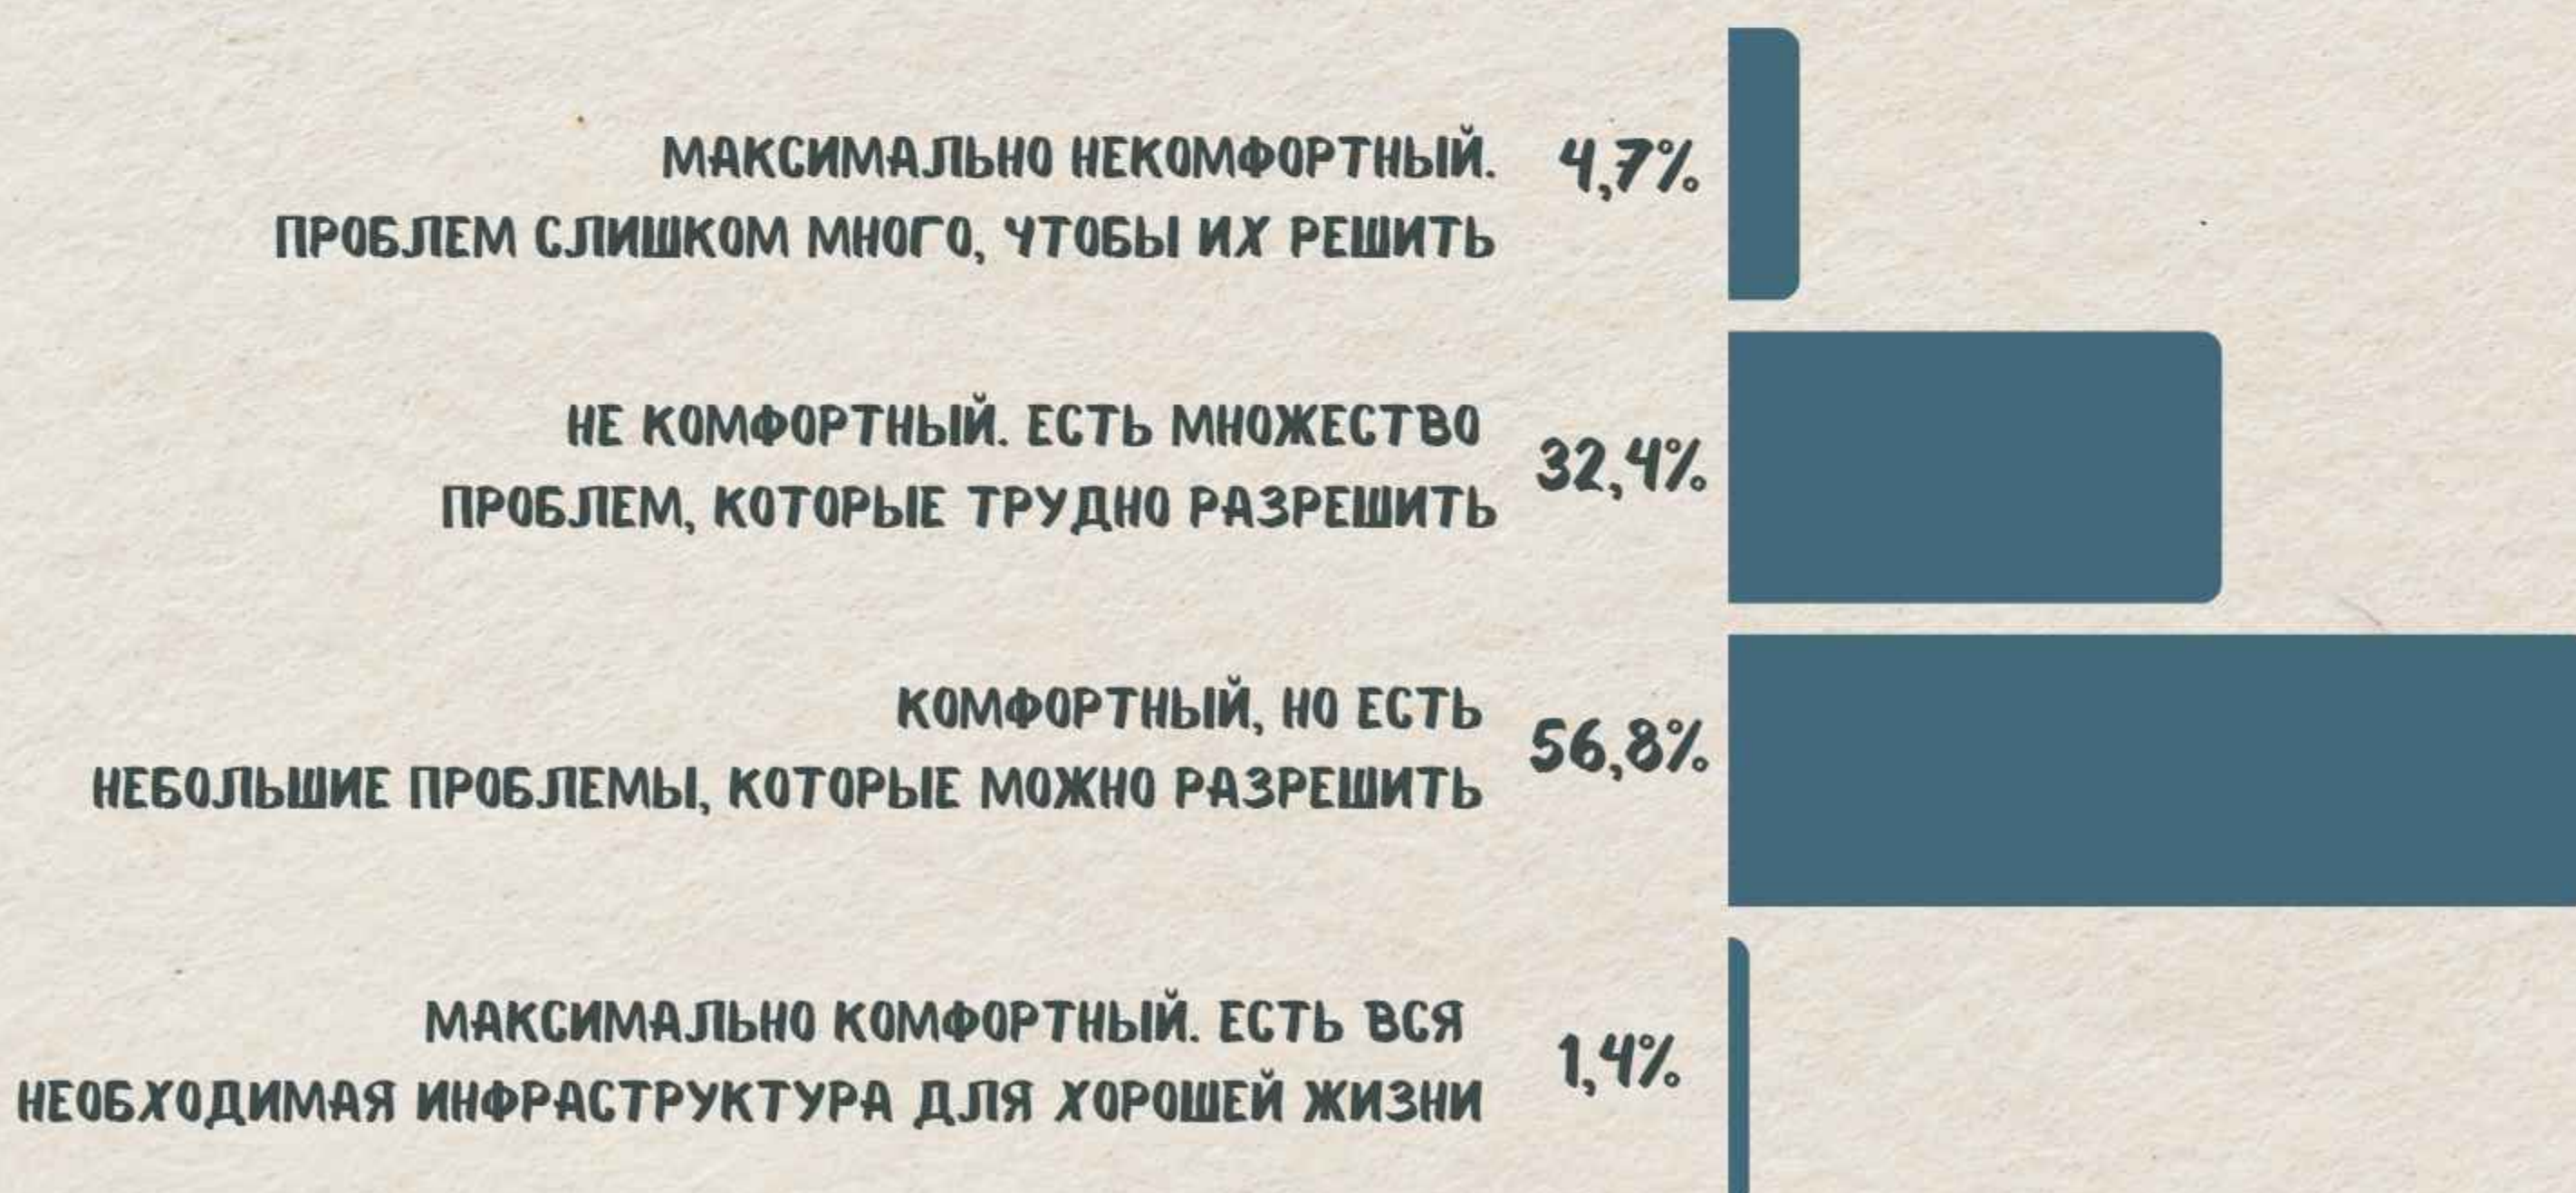 МАКСИМАЛЬНО НЕКОМФОРТНЫЙ. 4,7%
ПРОБЛЕМ СЛИШКОМ МНОГО, ЧТОБЫ ИХ РЕШИТЬ
НЕ КОМФОРТНЫЙ. ЕСТЬ МНОЖЕСТВО 32,4%
ПРОБЛЕМ, КОТОРЫЕ ТРУДНО РАЗРЕШИТЬ
КОМФОРТНЫЙ, НО ЕСТЬ 56,8%
НЕБОЛЬШИЕ ПРОБЛЕМЫ, КОТОРЫЕ МОЖНО РАЗРЕШИТЬ
МАКСИМАЛЬНО КОМФОРТНЫЙ. ЕСТЬ ВСЯ 1,4%
НЕОБХОДИМАЯ ИНФРАСТРУКТУРА ДЛЯ ХОРОШЕЙ ЖИЗНИ